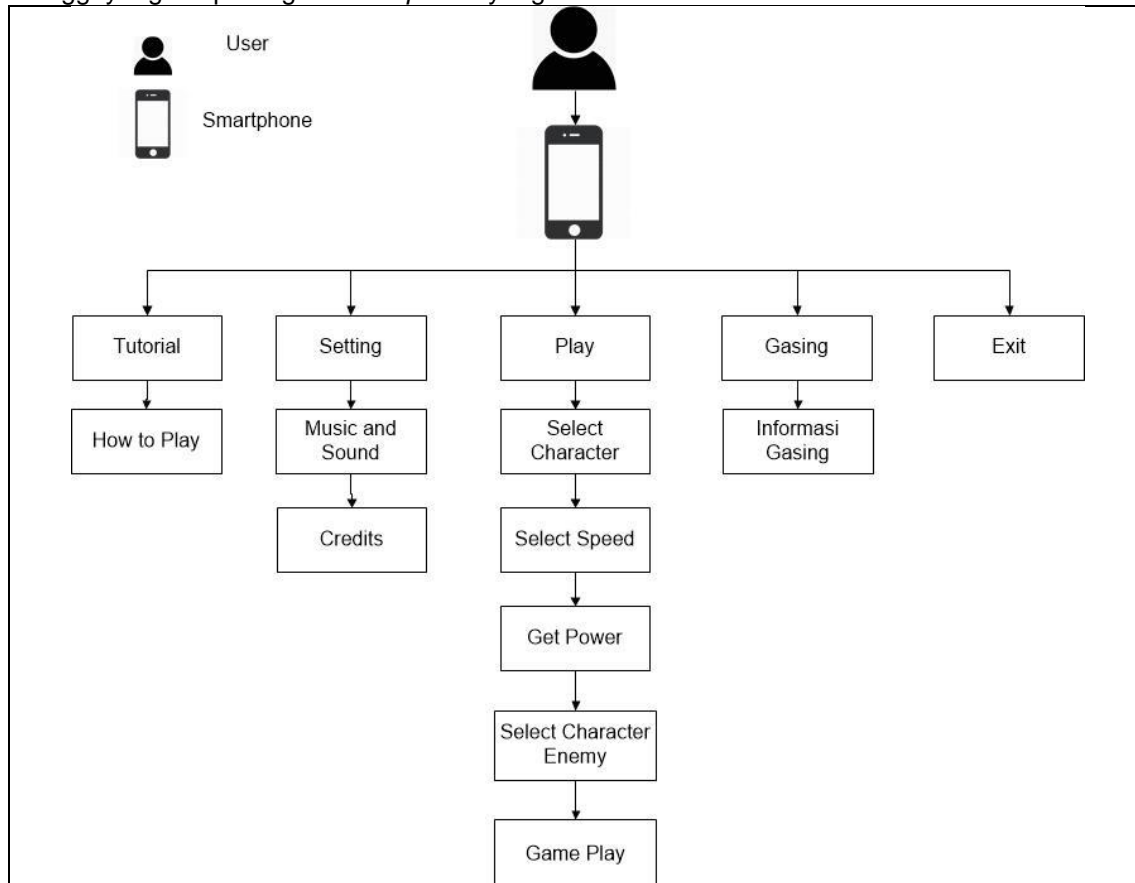 User
Smartphone
Tutorial
Setting
Play
Gasing
Exit
How to Play
Music and
Sound
Select
Character
Informasi
Gasing
Credits
Select Speed
Get Power
Select Character
Enemy
Game Play